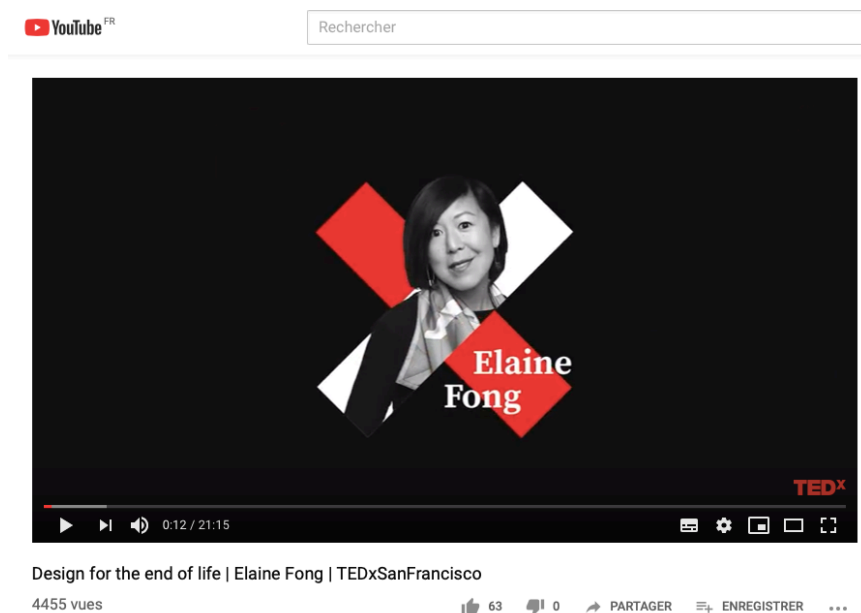 YouTube FR
Rechercher
Elaine
Fong
TEDx
0:12 / 21:15
Design for the end of life | Elaine Fong | TEDxSanFrancisco
4455 vues
63
0
PARTAGER
ENREGISTRER